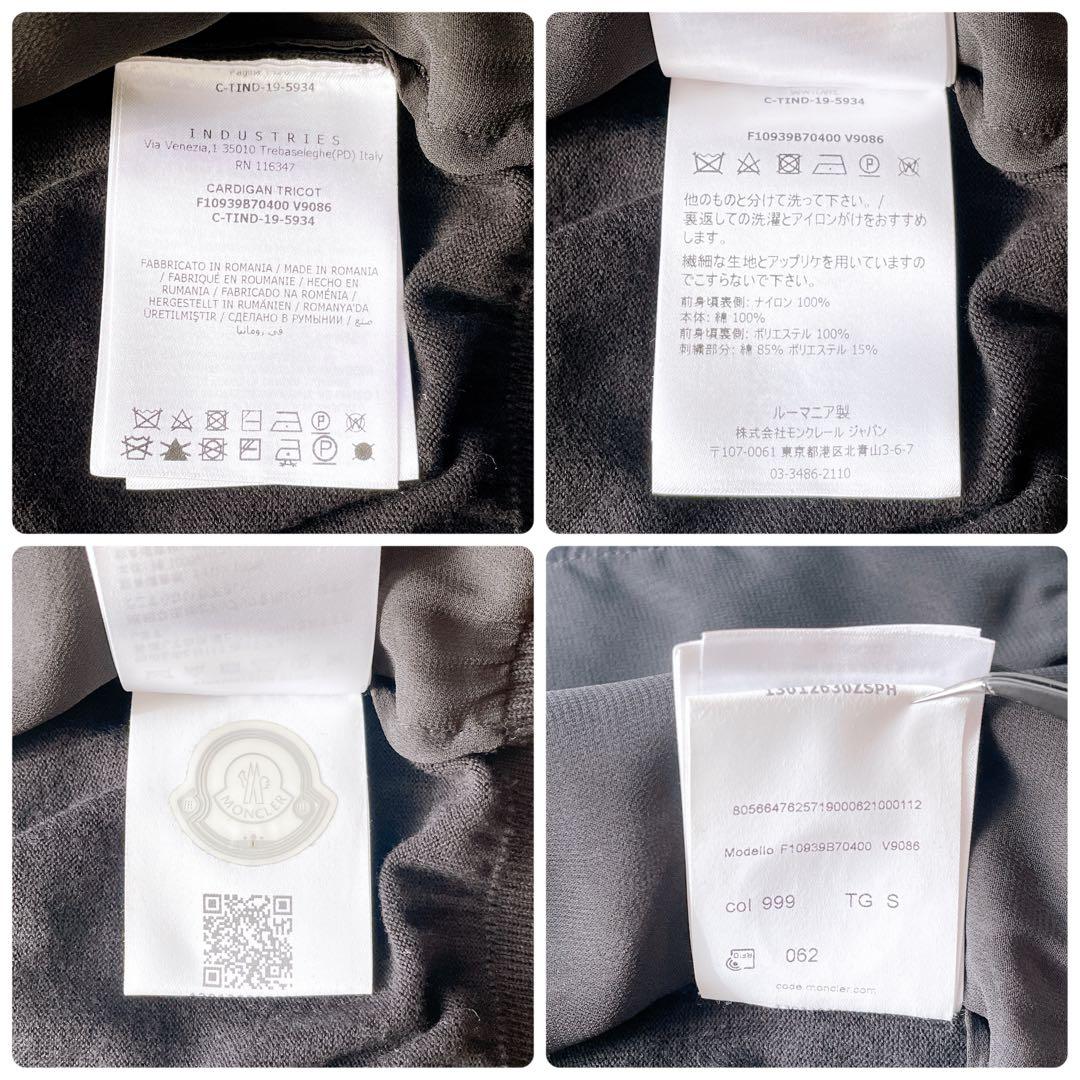 C-TIND-19-5934
INDUSTRIES
Via Venezia,1 35010 Trebaseleghe(PD) Italy
RN 116347
CARDIGAN TRICOT
F10939B70400 V9086
C-TIND-19-5934
FABBRICATO IN ROMANIA / MADE IN ROMANIA
/ FABRIQUÉ EN ROUMANIE / HECHO EN
RUMANIA / FABRICADO NA ROMÉNIA /
HERGESTELLT IN RUMÄNIEN / ROMANYA'DA
ÜRETILMIŞTIR / СДЕЛАНО В РУМЫНИИ / صنع
في رومانيا
C-TIND-19-5934
F10939B70400 V9086
他のものと分けて洗って下さい。/
裏返しての洗濯とアイロンがけをおすすめ
します。
繊細な生地とアップリケを用いていますの
でこすらないで下さい。
前身頃表側: ナイロン 100%
本体: 綿 100%
前身頃裏側: ポリエステル 100%
刺繍部分: 綿 85% ポリエステル 15%
ルーマニア製
株式会社モンクレール ジャパン
〒107-0061 東京都港区北青山3-6-7
03-3486-2110
MONCLER
13012630ZSPH
8056647625719000621000112
Modello F10939B70400 V9086
col 999 TG S
RFID 062
code.moncler.com